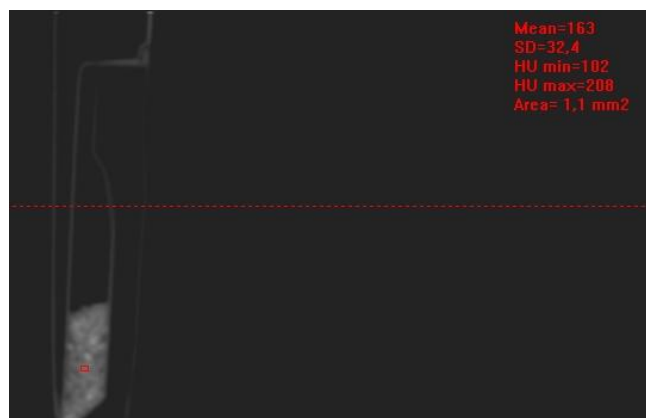 Mean=163
SD=32,4
HU min=102
HU max=208
Area= 1,1 mm2